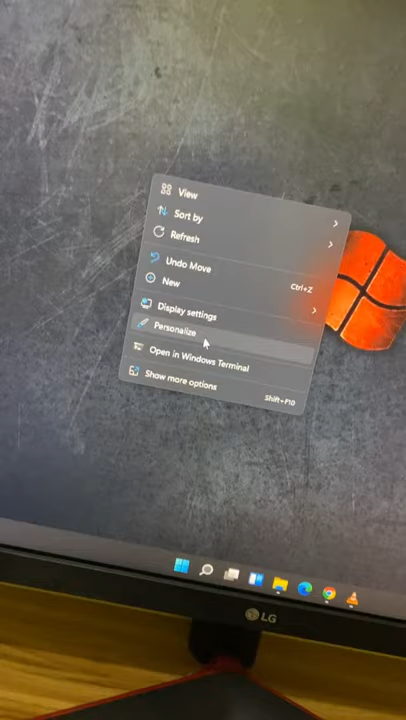 View
Sort by
Refresh
Undo Move Ctrl+Z
New
Display settings
Personalize
Open in Windows Terminal
Show more options Shift+F10
LG